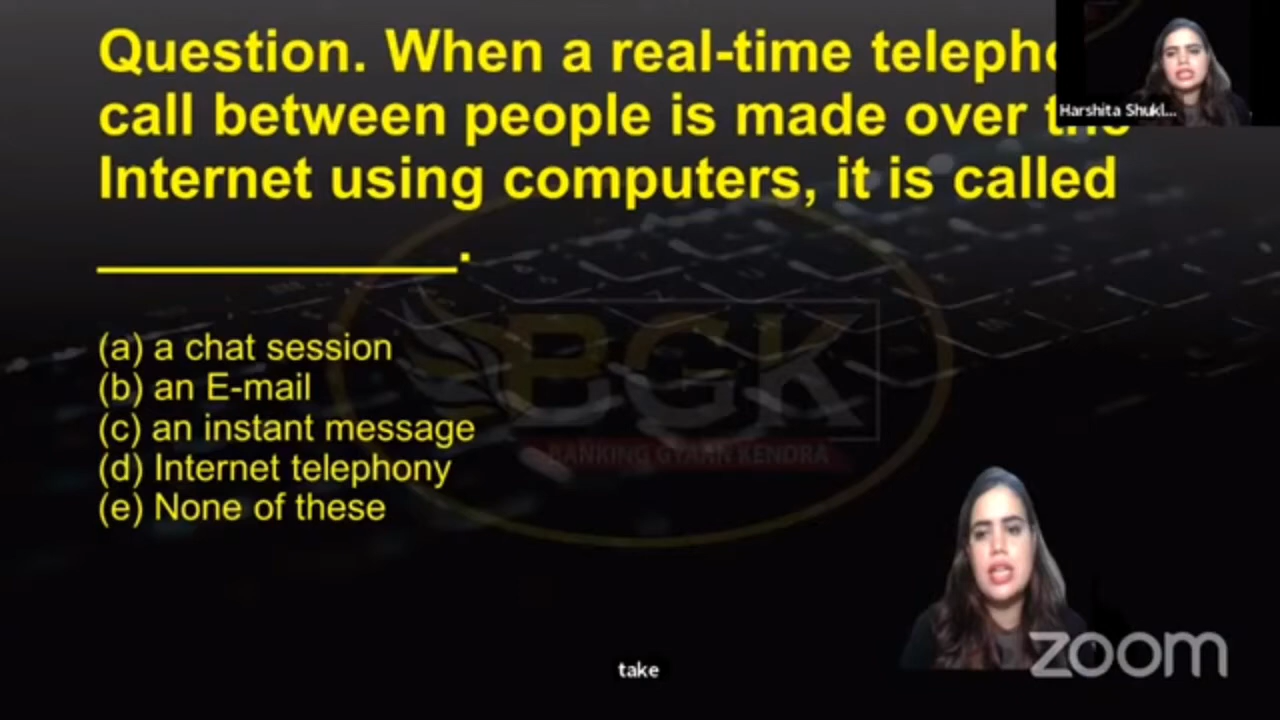 Question. When a real-time
call between people is made over
Internet using computers, it is called
____________.
Harshita Shukl...
(a) a chat session
(b) an E-mail
(c) an instant message
(d) Internet telephony
(e) None of these
BGK
BANKING GYAAN KENDRA
take
zoom